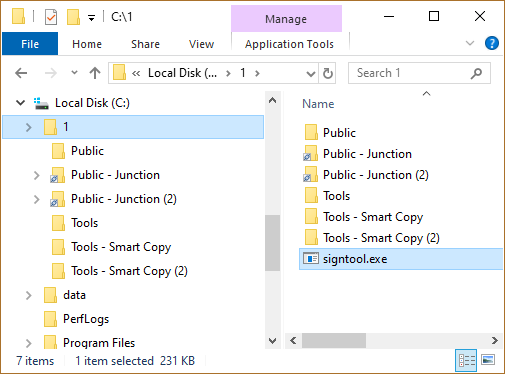 C:\1
Manage
File
Home
Share
View
Application Tools
« Local Disk (... > 1 >
Search 1
Local Disk (C:)
1
Public
Public - Junction
Public - Junction (2)
Tools
Tools - Smart Copy
Tools - Smart Copy (2)
data
PerfLogs
Program Files
Name
Public
Public - Junction
Public - Junction (2)
Tools
Tools - Smart Copy
Tools - Smart Copy (2)
signtool.exe
7 items
1 item selected 231 KB